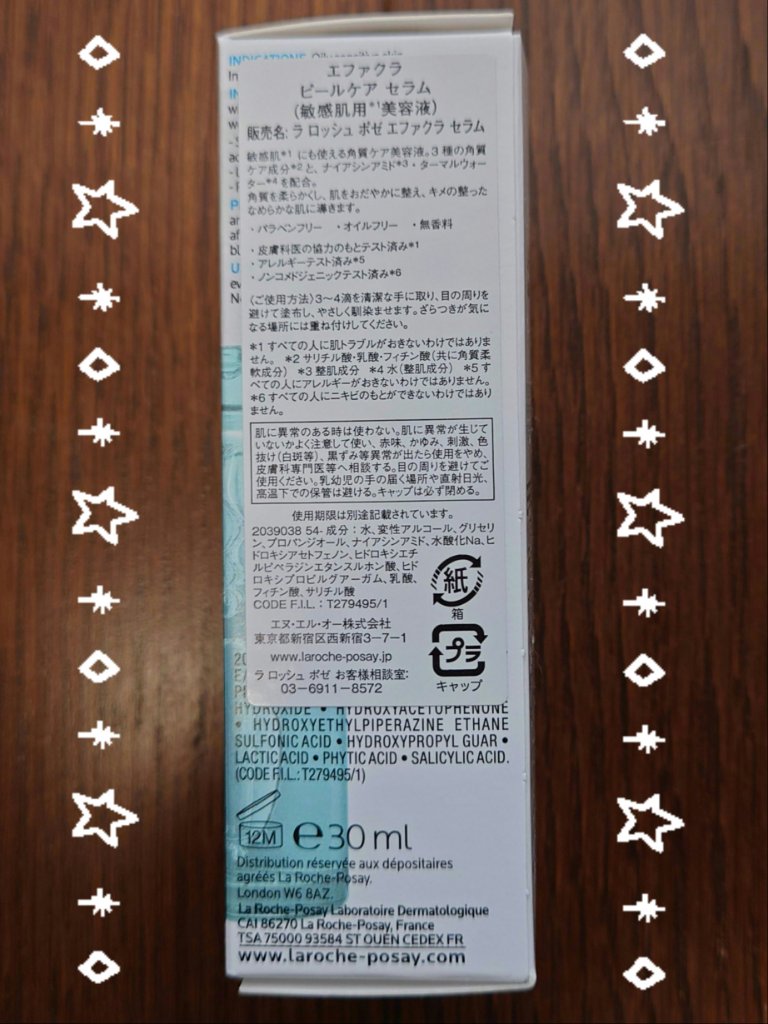 INDICATIONS
エファクラ
ピールケア セラム
(敏感肌用*1美容液)
販売名: ラ ロッシュ ポゼ エファクラ セラム
敏感肌*1 にも使える角質ケア美容液。3 種の角質
ケア成分*2 と、ナイアシンアミド*3・ターマルウォー
ター*4 を配合。
角質を柔らかくし、肌をおだやかに整え、キメの整った
なめらかな肌に導きます。
・パラベンフリー ・オイルフリー ・無香料
・皮膚科医の協力のもとテスト済み*1
・アレルギーテスト済み*5
・ノンコメドジェニックテスト済み*6
〈ご使用方法〉3〜4滴を清潔な手に取り、目の周りを
避けて塗布し、やさしく馴染ませます。ざらつきが気に
なる場所には重ね付けしてください。
*1 すべての人に肌トラブルがおきないわけではありま
せん。 *2 サリチル酸・乳酸・フィチン酸(共に角質柔
軟成分) *3 整肌成分 *4 水(整肌成分) *5 す
べての人にアレルギーがおきないわけではありません。
*6 すべての人にニキビのもとができないわけではあり
ません。
肌に異常のある時は使わない。肌に異常が生じて
いないかよく注意して使い、赤味、かゆみ、刺激、色
抜け(白斑等)、黒ずみ等異常が出たら使用をやめ、
皮膚科専門医等へ相談する。目の周りを避けてご
使用ください。乳幼児の手の届く場所や直射日光、
高温下での保管は避ける。キャップは必ず閉める。
使用期限は別途記載されています。
2039038 54- 成分：水、変性アルコール、グリセリ
ン、プロパンジオール、ナイアシンアミド、水酸化Na、ヒ
ドロキシアセトフェノン、ヒドロキシエチ
ルピペラジンエタンスルホン酸、ヒド
ロキシプロピルグアーガム、乳酸、
フィチン酸、サリチル酸
CODE F.I.L.：T279495/1
紙
箱
エヌ・エル・オー株式会社
東京都新宿区西新宿3-7-1
www.laroche-posay.jp
ラ ロッシュ ポゼ お客様相談室:
03-6911-8572
プラ
キャップ
HYDROXIDE • HYDROXYACETOPHENONE
• HYDROXYETHYLPIPERAZINE ETHANE
SULFONIC ACID • HYDROXYPROPYL GUAR •
LACTIC ACID • PHYTIC ACID • SALICYLIC ACID.
(CODE F.I.L.: T279495/1)
12M ℮ 30 ml
Distribution réservée aux dépositaires
agréés La Roche-Posay.
London W6 8AZ.
La Roche-Posay Laboratoire Dermatologique
CAI 86270 La Roche-Posay, France
TSA 75000 93584 ST OUEN CEDEX FR
www.laroche-posay.com